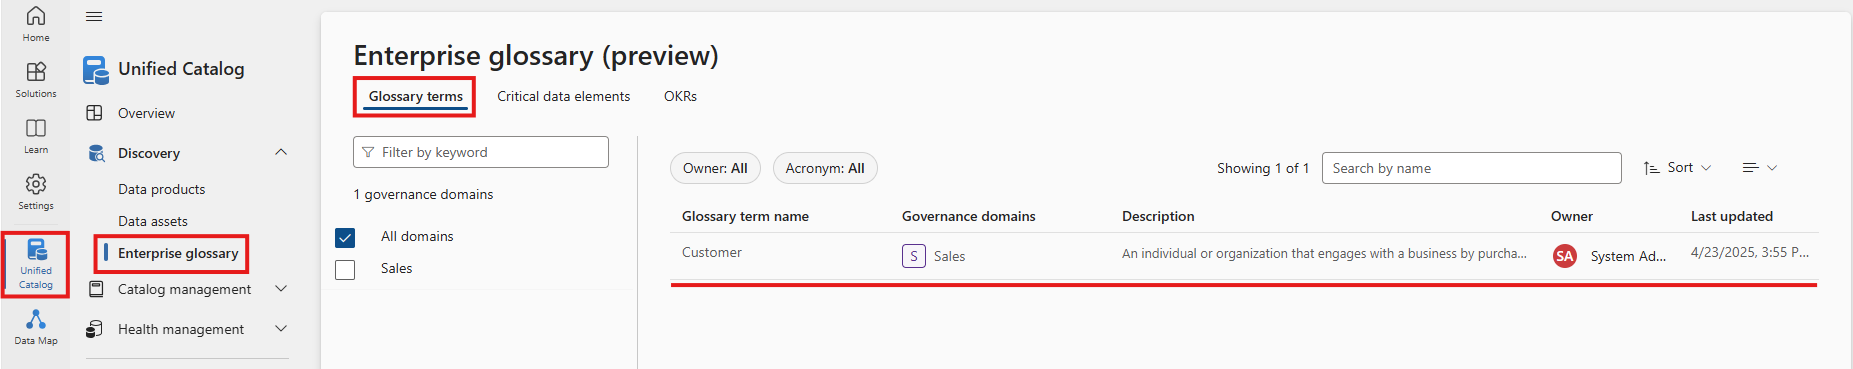 Home
Solutions
Learn
Settings
Unified
Catalog
Data Map
Unified Catalog
Overview
Discovery
Data products
Data assets
Enterprise glossary
Catalog management
Health management
Enterprise glossary (preview)
Glossary terms Critical data elements OKRs
Filter by keyword
1 governance domains
All domains
Sales
Owner: All Acronym: All Showing 1 of 1 Search by name Sort
Glossary term name Governance domains Description Owner Last updated
Customer S Sales An individual or organization that engages with a business by purcha... SA System Ad... 4/23/2025, 3:55 P...